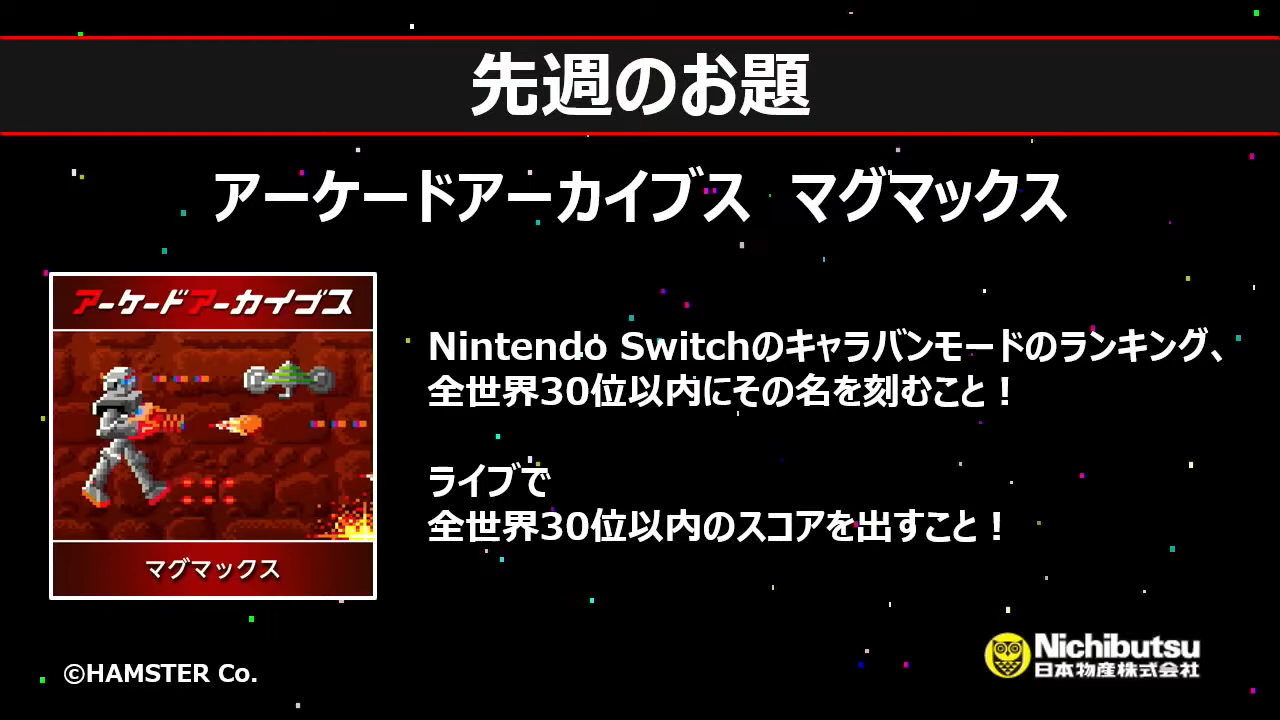 先週のお題
アーケードアーカイブス　マグマックス
アーケードアーカイブス
マグマックス
Nintendo Switchのキャラバンモードのランキング、
全世界30位以内にその名を刻むこと！
ライブで
全世界30位以内のスコアを出すこと！
©HAMSTER Co.
Nichibutsu
日本物産株式会社